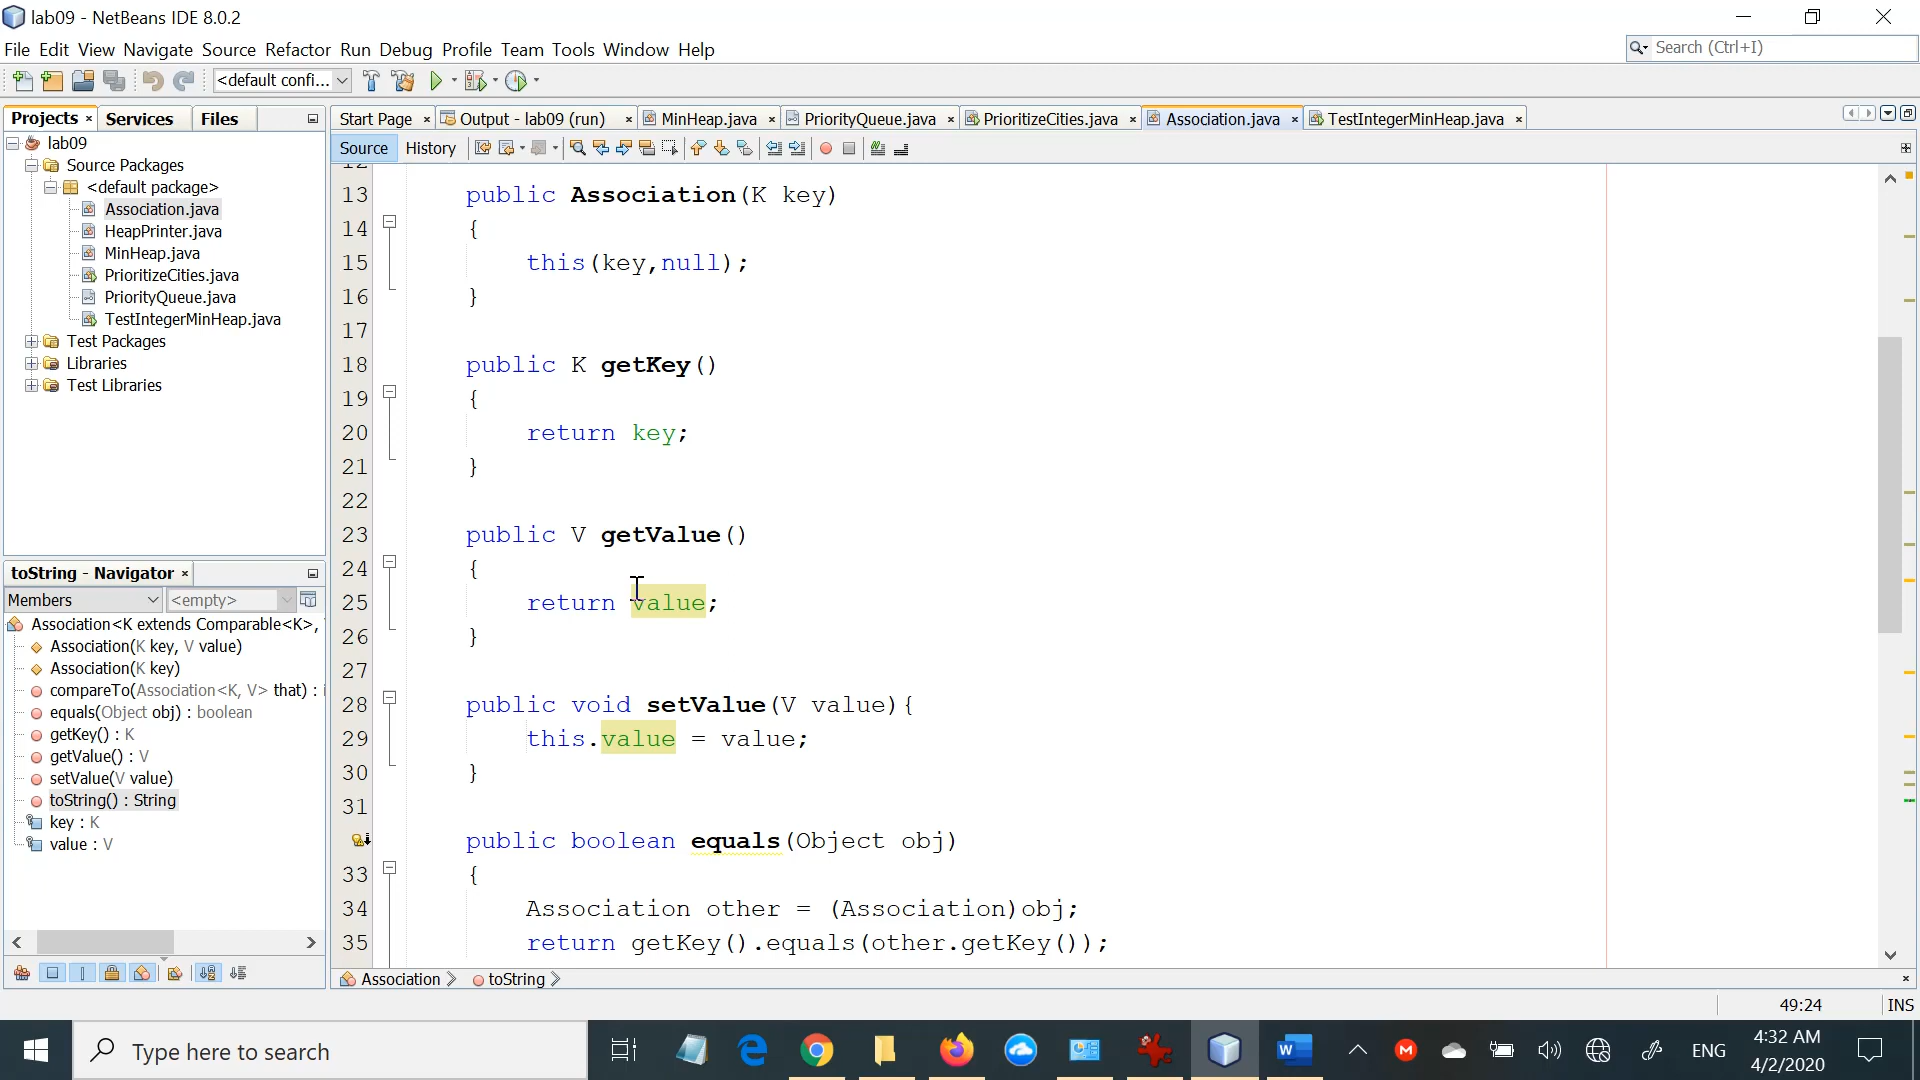 lab09 - NetBeans IDE 8.0.2
File Edit View Navigate Source Refactor Run Debug Profile Team Tools Window Help
Search (Ctrl+I)
<default confi...
Projects Services Files
Start Page Output - lab09 (run) MinHeap.java PriorityQueue.java PrioritizeCities.java Association.java TestIntegerMinHeap.java
Source History
lab09
Source Packages
<default package>
Association.java
HeapPrinter.java
MinHeap.java
PrioritizeCities.java
PriorityQueue.java
TestIntegerMinHeap.java
Test Packages
Libraries
Test Libraries
toString - Navigator
Members <empty>
Association<K extends Comparable<K>,
Association(K key, V value)
Association(K key)
compareTo(Association<K, V> that) : i
equals(Object obj) : boolean
getKey() : K
getValue() : V
setValue(V value)
toString() : String
key : K
value : V
12
13 public Association(K key)
14 {
15 this(key,null);
16 }
17
18 public K getKey()
19 {
20 return key;
21 }
22
23 public V getValue()
24 {
25 return value;
26 }
27
28 public void setValue(V value){
29 this.value = value;
30 }
31
public boolean equals(Object obj)
33 {
34 Association other = (Association)obj;
35 return getKey().equals(other.getKey());
Association toString
49:24 INS
Type here to search
ENG
4:32 AM
4/2/2020